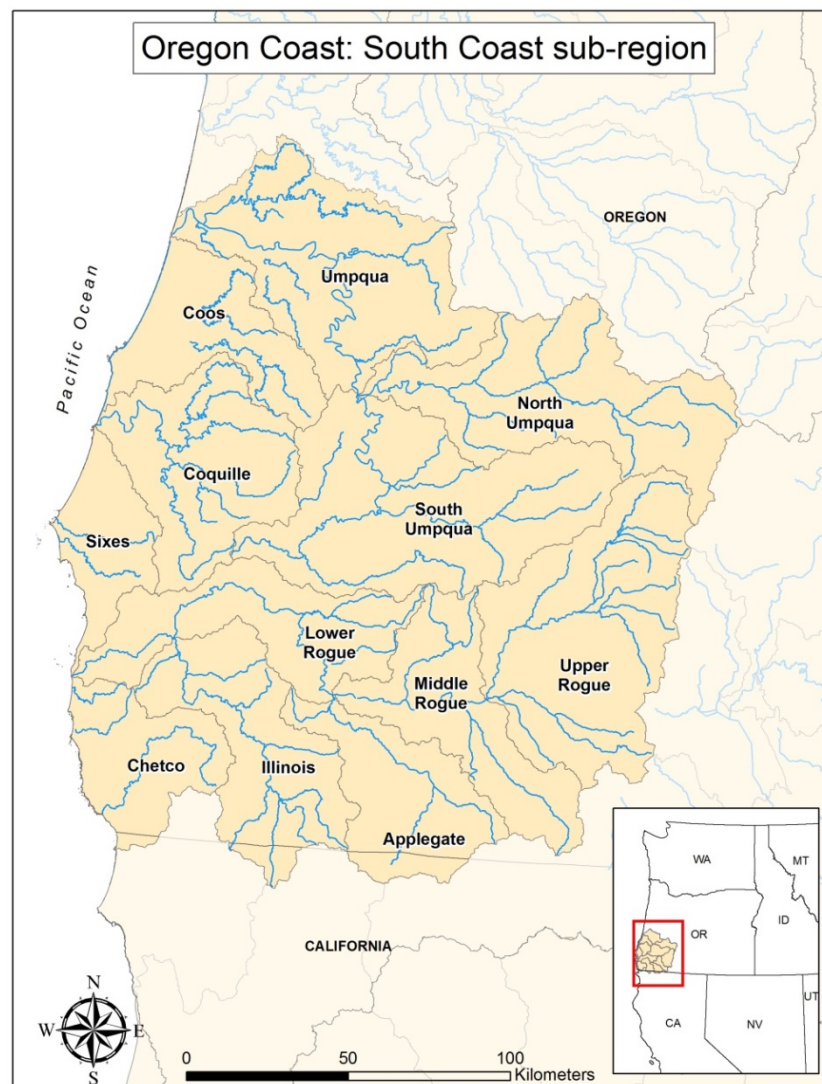 Oregon Coast: South Coast sub-region
OREGON
Pacific Ocean
Umpqua
Coos
North
Umpqua
Coquille
South
Umpqua
Sixes
Lower
Rogue
Upper
Rogue
Middle
Rogue
Chetco
Illinois
Applegate
CALIFORNIA
WA
MT
OR
ID
CA
NV
UT
N
W
E
S
0
50
100
Kilometers